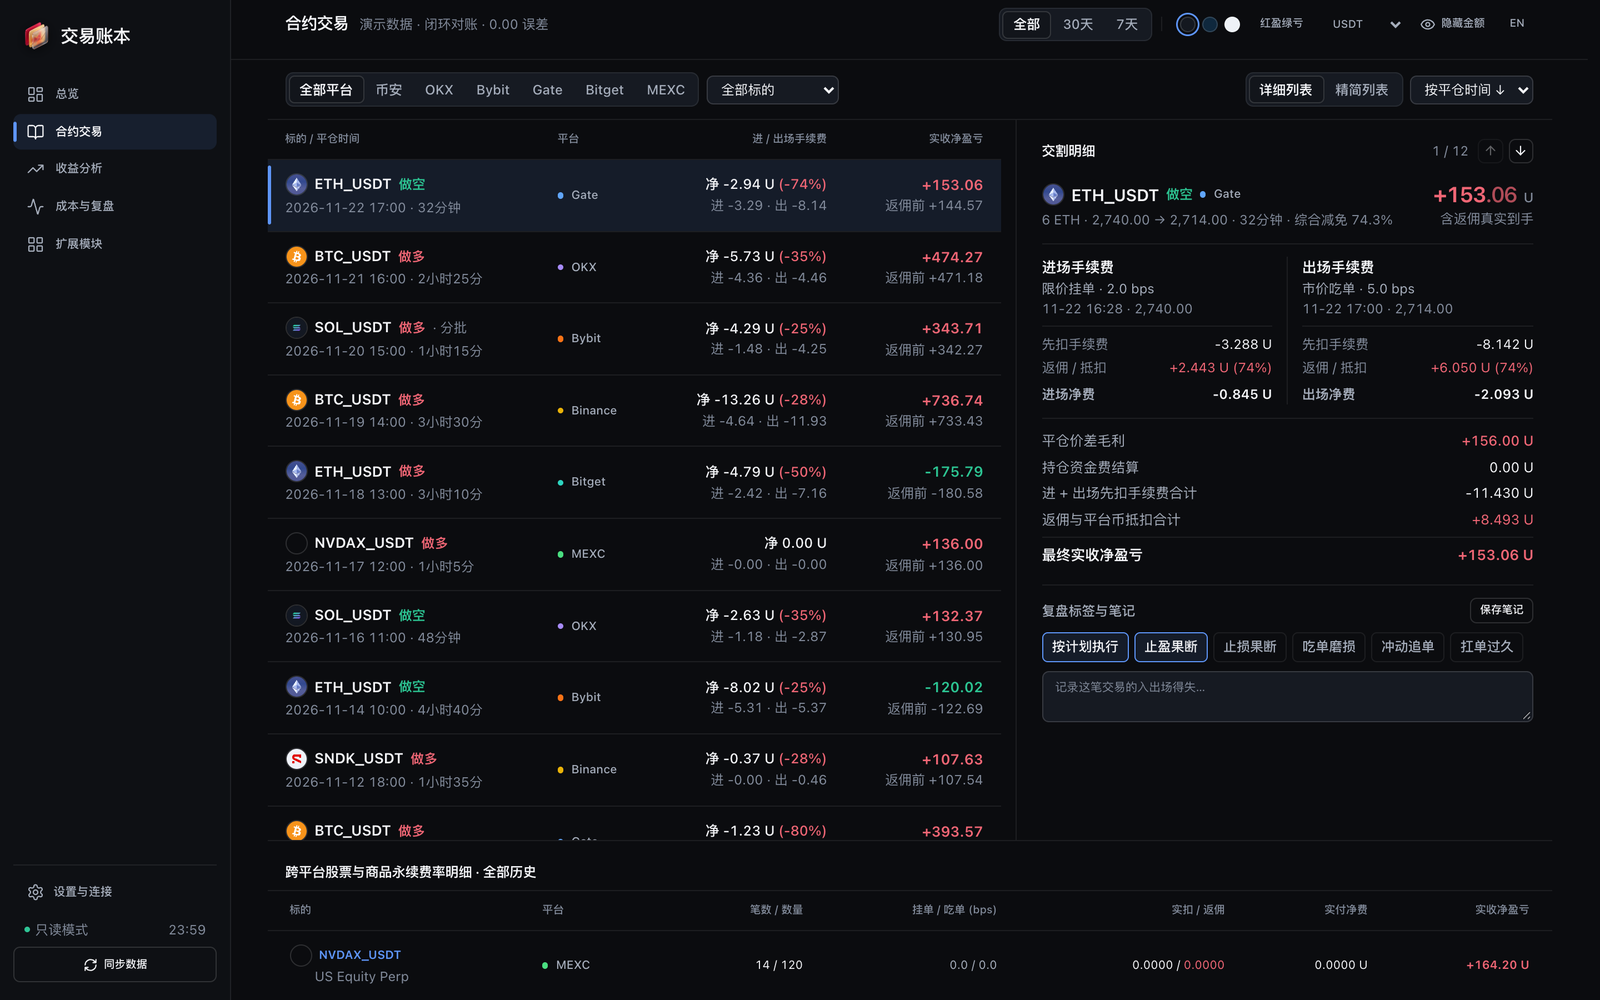 交易账本
总览
合约交易
收益分析
成本与复盘
扩展模块
设置与连接
只读模式 23:59
同步数据
合约交易 演示数据 · 闭环对账 · 0.00 误差
全部 30天 7天
红盈绿亏 USDT 隐藏金额 EN
全部平台 币安 OKX Bybit Gate Bitget MEXC 全部标的
详细列表 精简列表 按平仓时间 ↓
标的 / 平仓时间 平台 进 / 出场手续费 实收净盈亏
ETH_USDT 做空 Gate 净 -2.94 U (-74%) +153.06
2026-11-22 17:00 · 32分钟 进 -3.29 · 出 -8.14 返佣前 +144.57
BTC_USDT 做多 OKX 净 -5.73 U (-35%) +474.27
2026-11-21 16:00 · 2小时25分 进 -4.36 · 出 -4.46 返佣前 +471.18
SOL_USDT 做多 · 分批 Bybit 净 -4.29 U (-25%) +343.71
2026-11-20 15:00 · 1小时15分 进 -1.48 · 出 -4.25 返佣前 +342.27
BTC_USDT 做多 Binance 净 -13.26 U (-28%) +736.74
2026-11-19 14:00 · 3小时30分 进 -4.64 · 出 -11.93 返佣前 +733.43
ETH_USDT 做多 Bitget 净 -4.79 U (-50%) -175.79
2026-11-18 13:00 · 3小时10分 进 -2.42 · 出 -7.16 返佣前 -180.58
NVDAX_USDT 做多 MEXC 净 0.00 U +136.00
2026-11-17 12:00 · 1小时5分 进 -0.00 · 出 -0.00 返佣前 +136.00
SOL_USDT 做空 OKX 净 -2.63 U (-35%) +132.37
2026-11-16 11:00 · 48分钟 进 -1.18 · 出 -2.87 返佣前 +130.95
ETH_USDT 做空 Bybit 净 -8.02 U (-25%) -120.02
2026-11-14 10:00 · 4小时40分 进 -5.31 · 出 -5.37 返佣前 -122.69
SNDK_USDT 做多 Binance 净 -0.37 U (-28%) +107.63
2026-11-12 18:00 · 1小时35分 进 -0.00 · 出 -0.46 返佣前 +107.54
BTC_USDT 做多 净 -1.23 U (-80%) +393.57
交割明细 1 / 12 ↑ ↓
ETH_USDT 做空 Gate +153.06 U
6 ETH · 2,740.00 → 2,714.00 · 32分钟 · 综合减免 74.3% 含返佣真实到手
进场手续费 出场手续费
限价挂单 · 2.0 bps 市价吃单 · 5.0 bps
11-22 16:28 · 2,740.00 11-22 17:00 · 2,714.00
先扣手续费 -3.288 U 先扣手续费 -8.142 U
返佣 / 抵扣 +2.443 U (74%) 返佣 / 抵扣 +6.050 U (74%)
进场净费 -0.845 U 出场净费 -2.093 U
平仓价差毛利 +156.00 U
持仓资金费结算 0.00 U
进 + 出场先扣手续费合计 -11.430 U
返佣与平台币抵扣合计 +8.493 U
最终实收净盈亏 +153.06 U
复盘标签与笔记 保存笔记
按计划执行 止盈果断 止损果断 吃单磨损 冲动追单 扛单过久
记录这笔交易的入出场得失...
跨平台股票与商品永续费率明细 · 全部历史
标的 平台 笔数 / 数量 挂单 / 吃单 (bps) 实扣 / 返佣 实付净费 实收净盈亏
NVDAX_USDT MEXC 14 / 120 0.0 / 0.0 0.0000 / 0.0000 0.0000 U +164.20 U
US Equity Perp